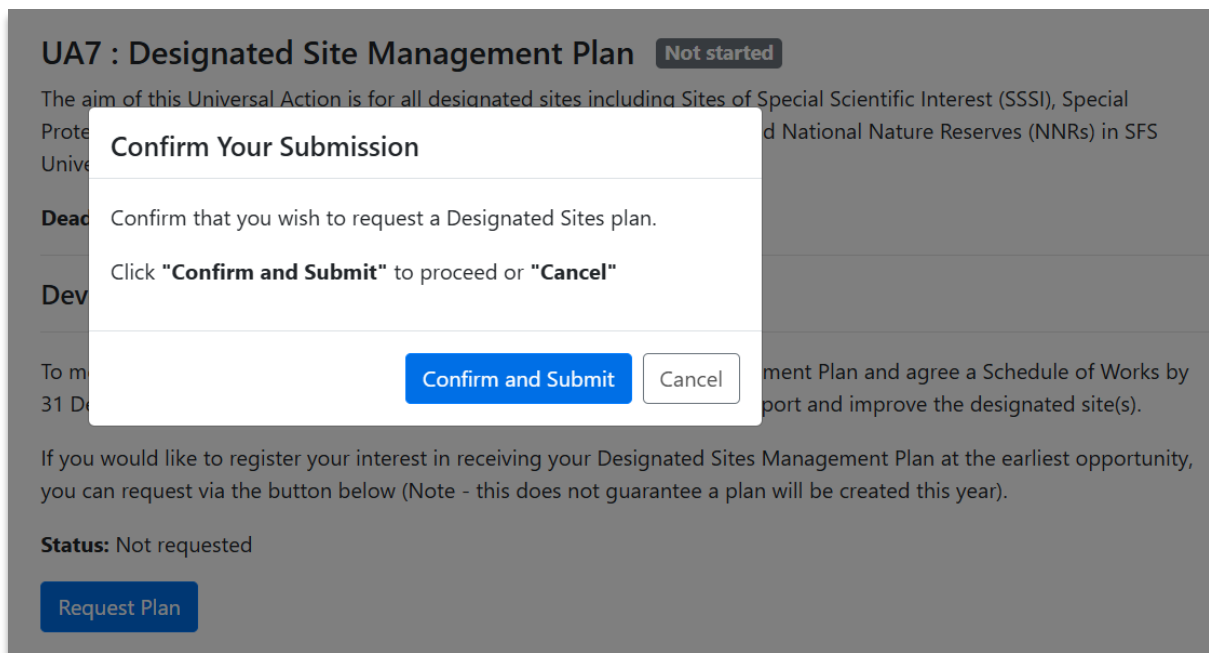 UA7 : Designated Site Management Plan Not started
The aim of this Universal Action is for all designated sites including Sites of Special Scientific Interest (SSSI), Special
Prote
d National Nature Reserves (NNRs) in SFS
Unive
Confirm Your Submission
Dead
Confirm that you wish to request a Designated Sites plan.
Click "Confirm and Submit" to proceed or "Cancel"
Dev
Confirm and Submit Cancel
To m
ment Plan and agree a Schedule of Works by
31 De
port and improve the designated site(s).
If you would like to register your interest in receiving your Designated Sites Management Plan at the earliest opportunity,
you can request via the button below (Note - this does not guarantee a plan will be created this year).
Status: Not requested
Request Plan